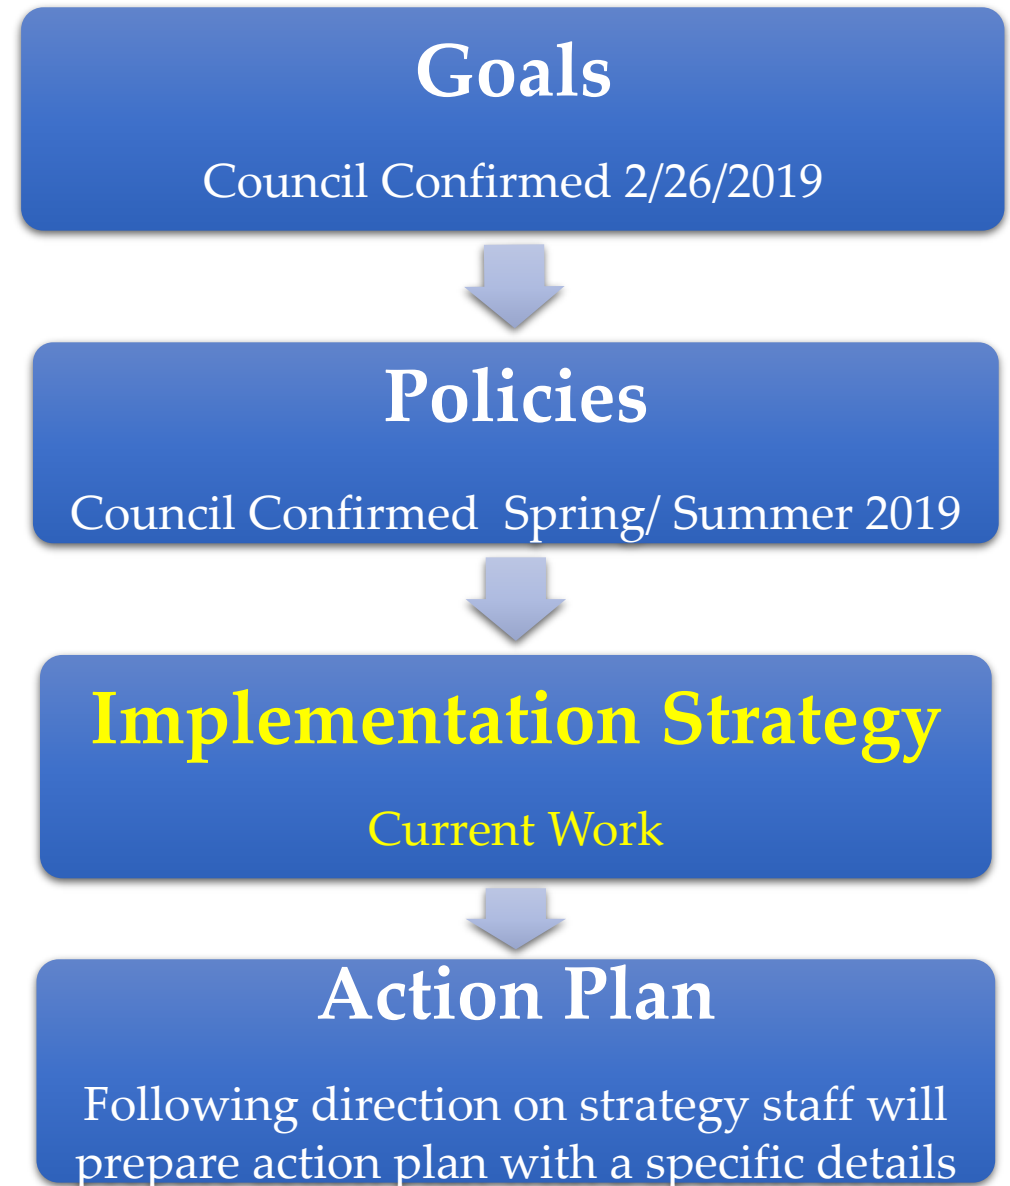 Goals
Council Confirmed 2/26/2019
Policies
Council Confirmed  Spring/ Summer 2019
Implementation Strategy
Current Work
Action Plan
Following direction on strategy staff will
prepare action plan with a specific details